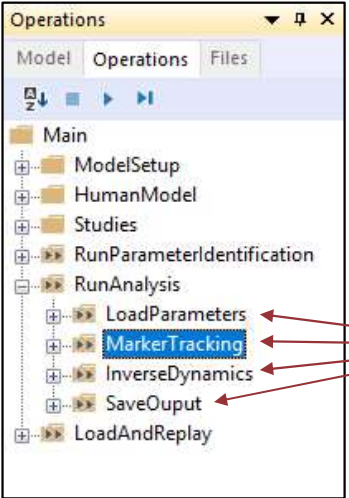 Operations
Model Operations Files
Main
ModelSetup
HumanModel
Studies
RunParameterIdentification
RunAnalysis
LoadParameters
MarkerTracking
InverseDynamics
SaveOuput
LoadAndReplay